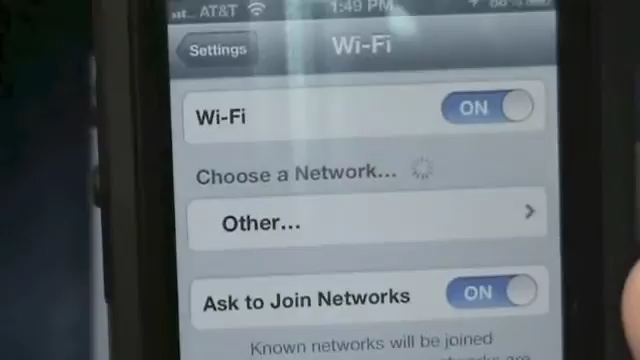 AT&T 1:49 PM
Settings
Wi-Fi
Wi-Fi ON
Choose a Network...
Other...
Ask to Join Networks ON
Known networks will be joined